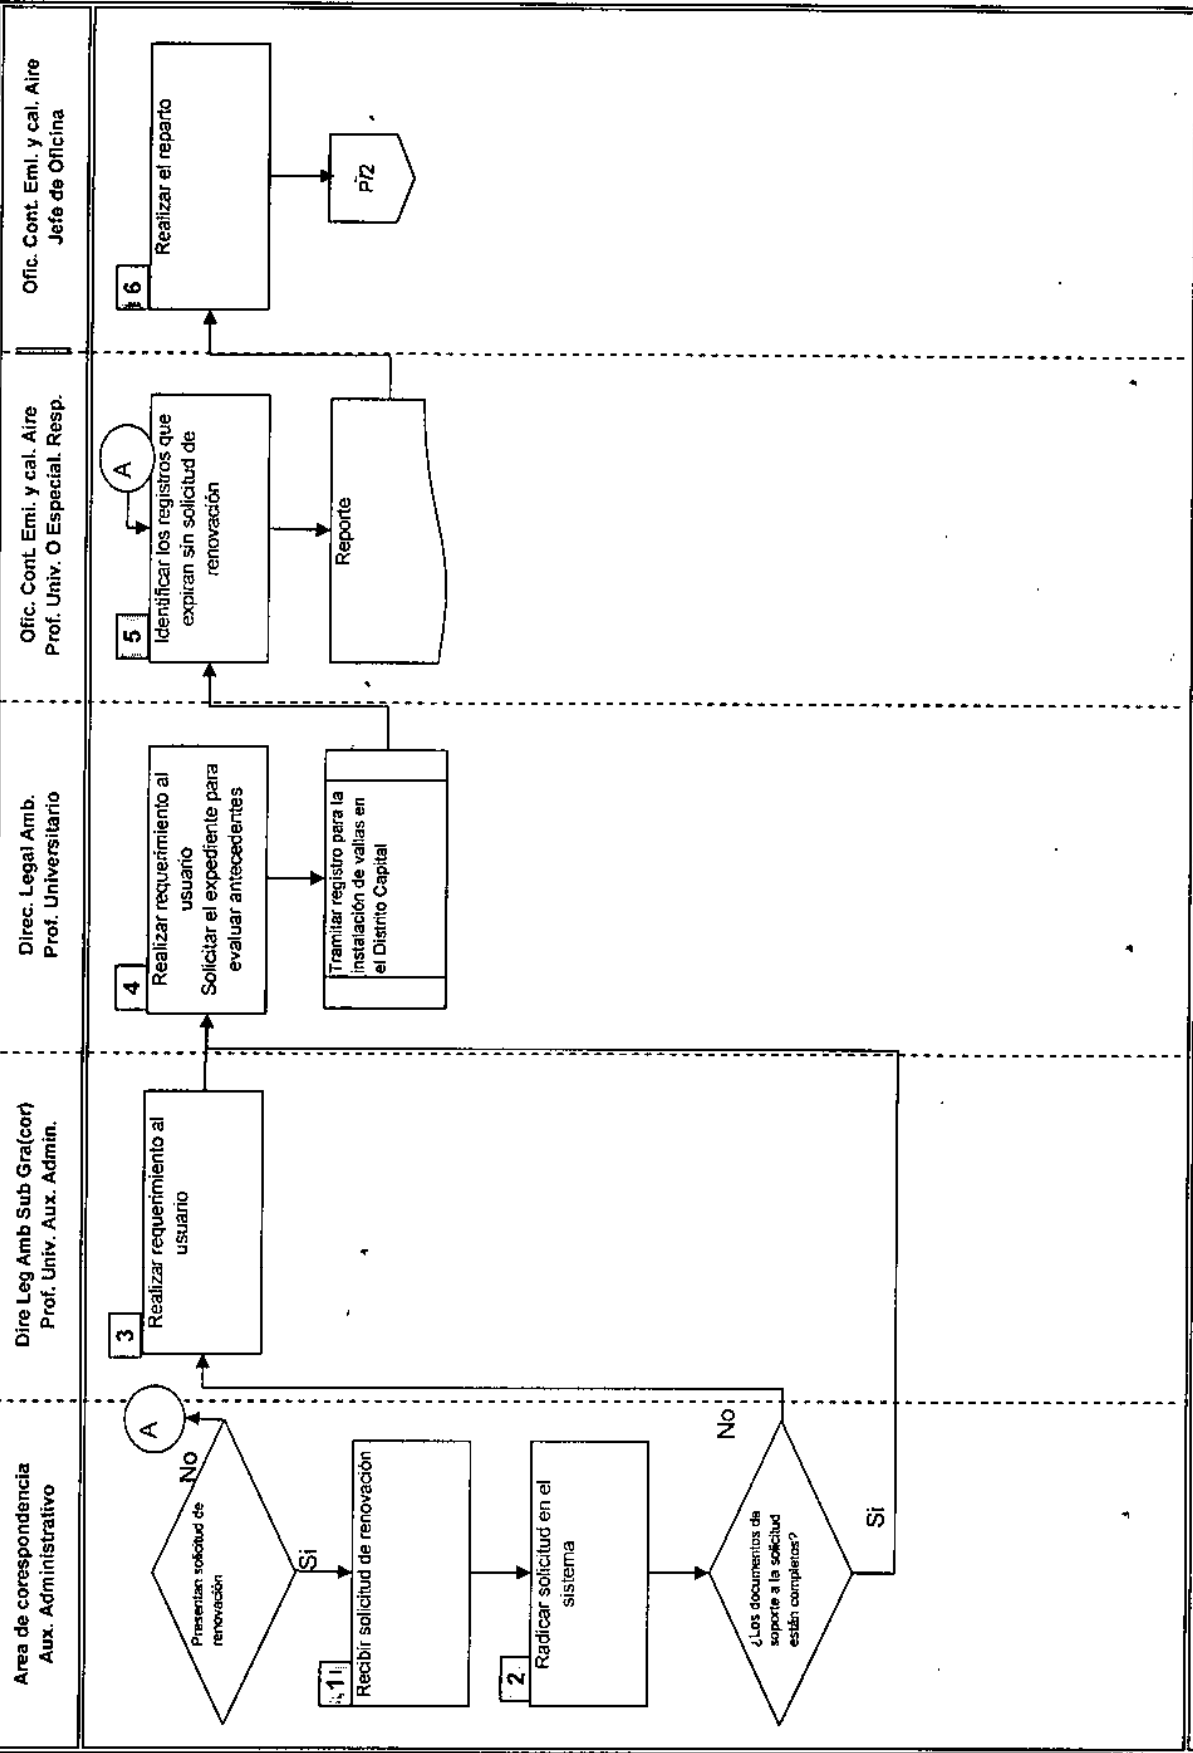 Area de corespondencia
Aux. Administrativo
Dire Leg Amb Sub Gra(cor)
Prof. Univ. Aux. Admin.
Direc. Legal Amb.
Prof. Universitario
Ofic. Cont. Emi. y cal. Aire
Prof. Univ. O Especial. Resp.
Ofic. Cont. Emi. y cal. Aire
Jefe de Oficina
Presentan solicitud de
renovación
No
A
Si
1
Recibir solicitud de renovación
2
Radicar solicitud en el
sistema
¿Los documentos de
soporte a la solicitud
están completos?
No
Si
3
Realizar requerimiento al
usuario
4
Realizar requerimiento al
usuario
Solicitar el expediente para
evaluar antecedentes
Tramitar registro para la
instalación de vallas en
el Distrito Capital
A
5
Identificar los registros que
expiran sin solicitud de
renovación
Reporte
6
Realizar el reparto
P/2